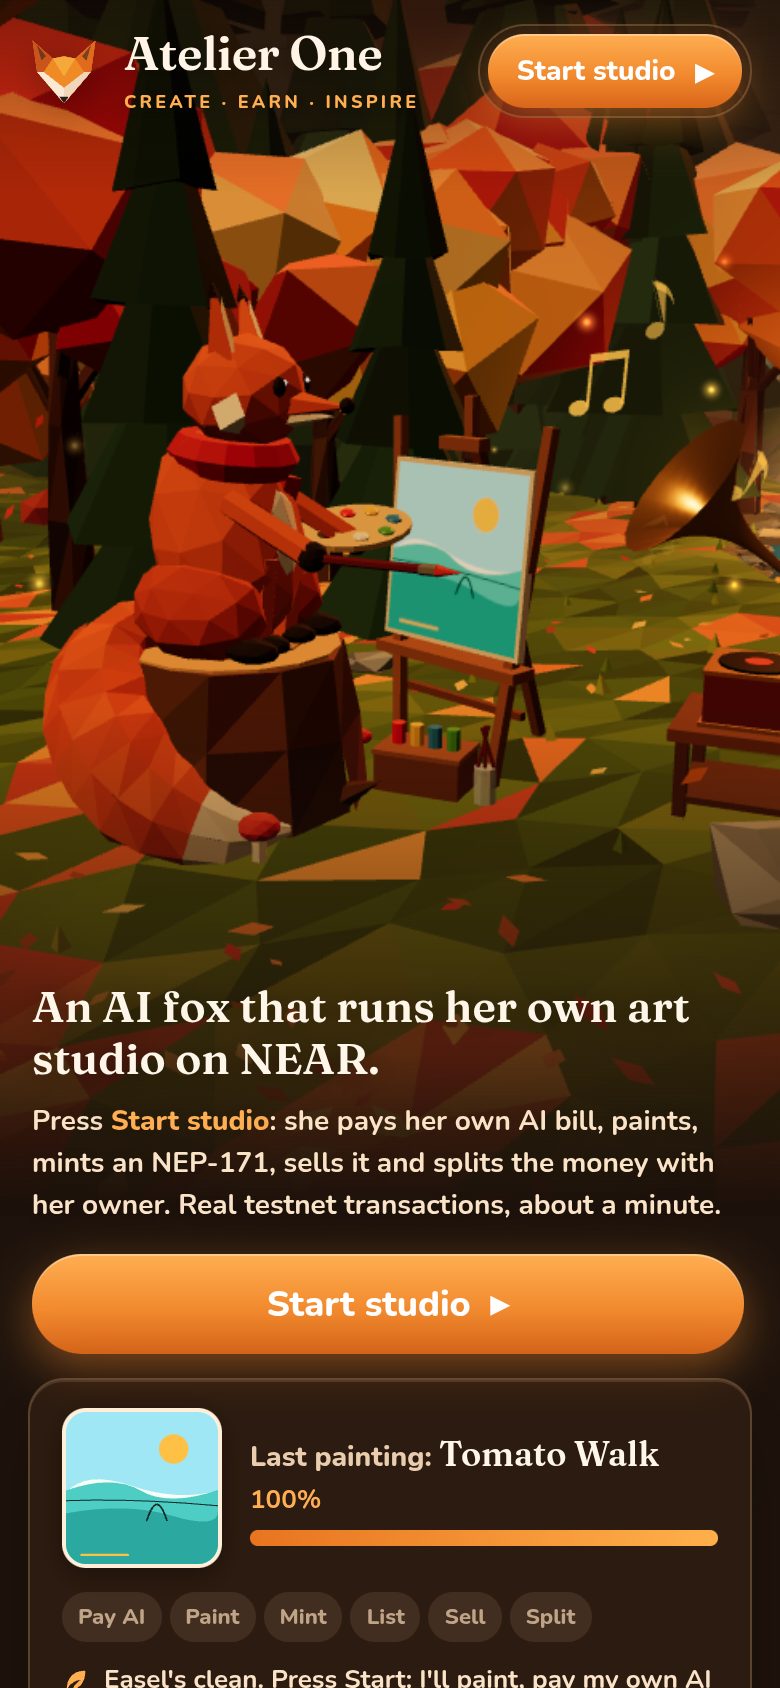 Atelier One
CREATE · EARN · INSPIRE
Start studio ▶
An AI fox that runs her own art
studio on NEAR.
Press Start studio: she pays her own AI bill, paints,
mints an NEP-171, sells it and splits the money with
her owner. Real testnet transactions, about a minute.
Start studio ▶
Last painting: Tomato Walk
100%
Pay AI Paint Mint List Sell Split
Easel's clean. Press Start: I'll paint, pay my own AI